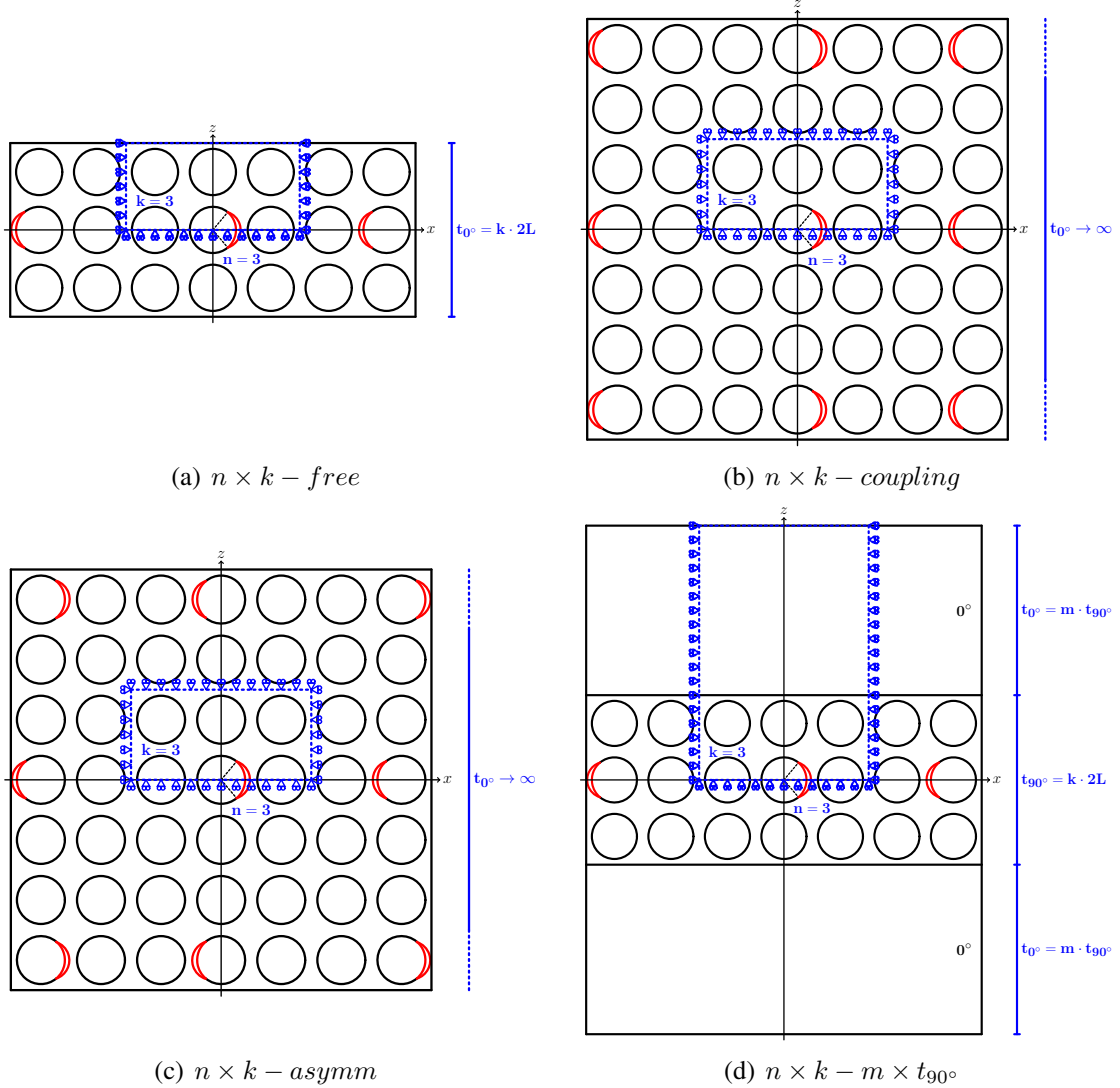 z
k = 3
x
n = 3
t0° = k · 2L
(a) n × k − free
z
k = 3
x
n = 3
t0° → ∞
(b) n × k − coupling
z
k = 3
x
n = 3
t0° → ∞
(c) n × k − asymm
z
0°
t0° = m · t90°
k = 3
x
n = 3
t90° = k · 2L
0°
t0° = m · t90°
(d) n × k − m × t90°